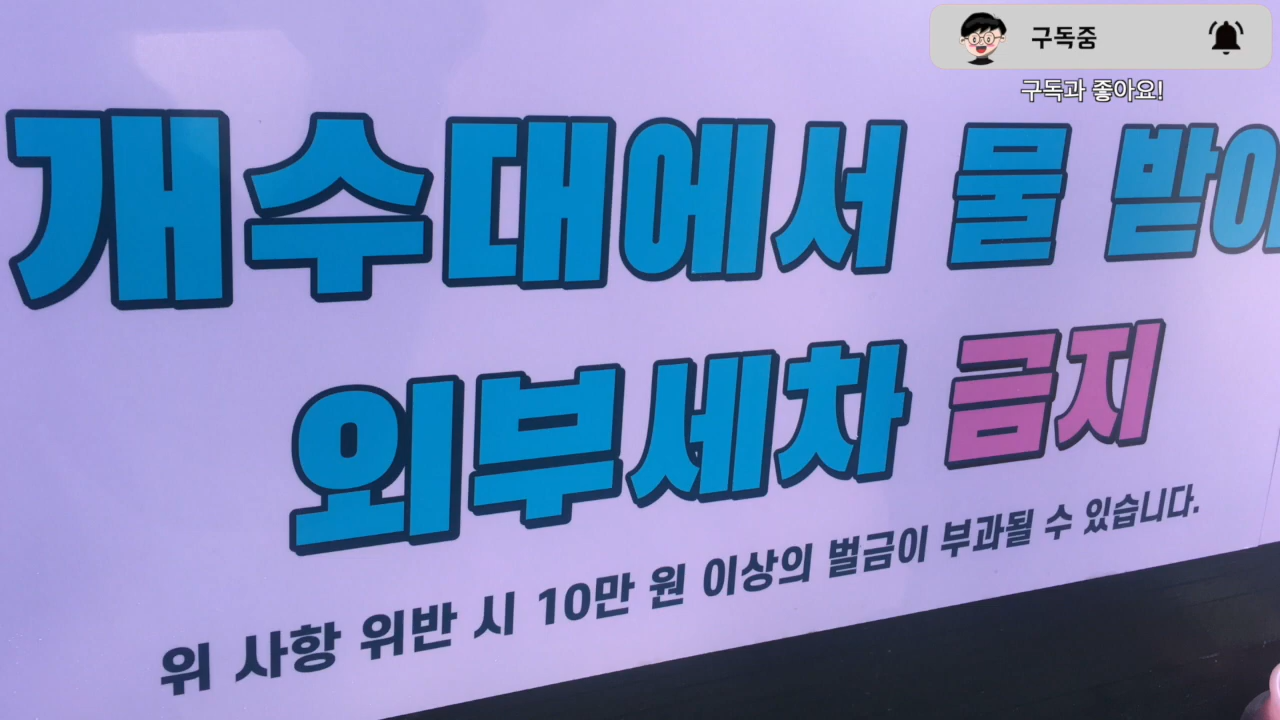 구독중
구독과 좋아요!
개수대에서 물 받아
외부세차 금지
위 사항 위반 시 10만 원 이상의 벌금이 부과될 수 있습니다.